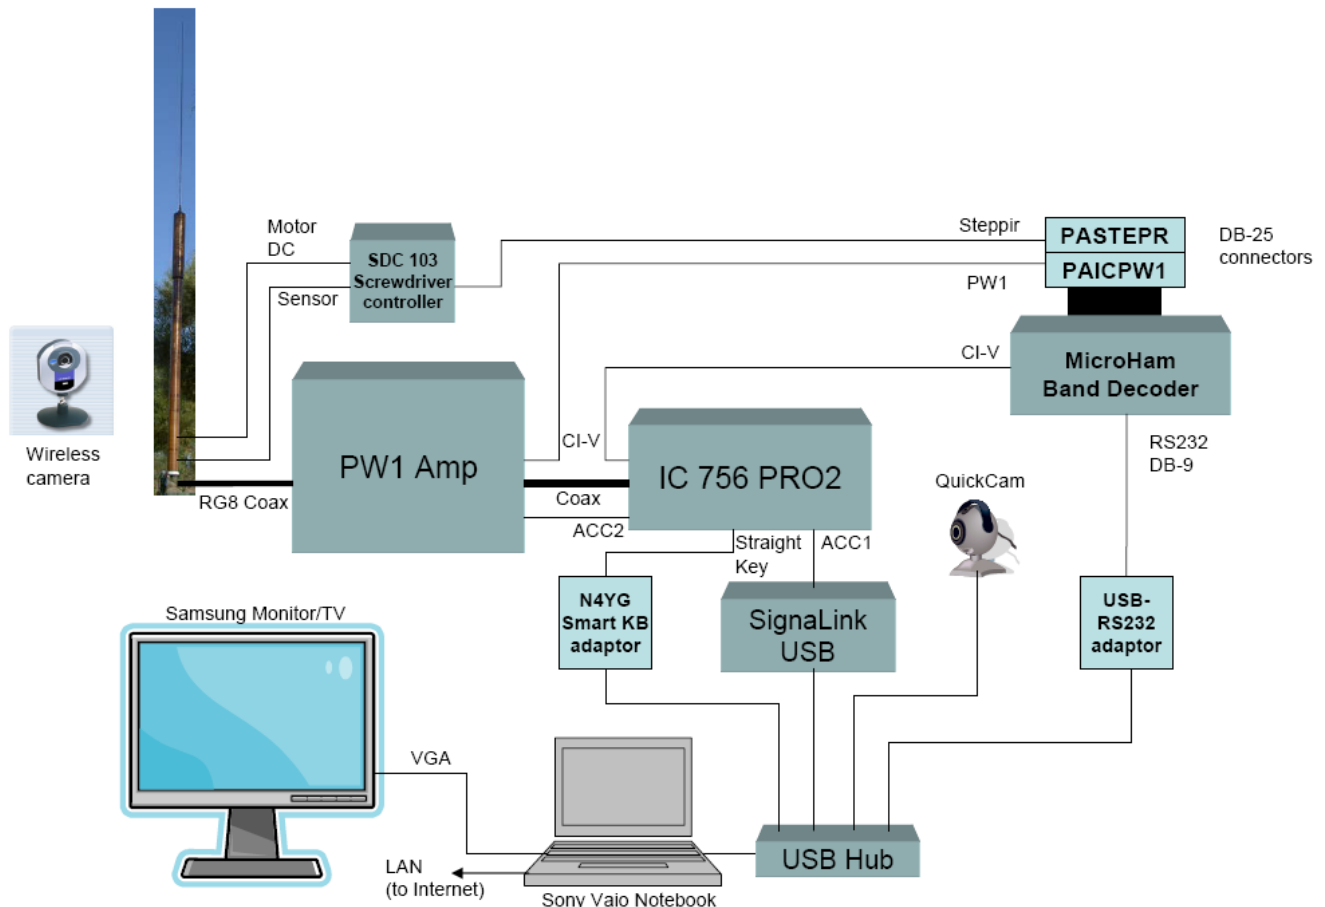 Motor
DC
SDC 103
Screwdriver
controller
Sensor
Steppir
PASTEPR
PAICPW1
DB-25
connectors
PW1
CI-V
MicroHam
Band Decoder
Wireless
camera
PW1 Amp
CI-V
IC 756 PRO2
RS232
DB-9
RG8 Coax
Coax
ACC2
QuickCam
Straight
Key
ACC1
N4YG
Smart KB
adaptor
SignaLink
USB
USB-
RS232
adaptor
Samsung Monitor/TV
VGA
LAN
(to Internet)
Sony Vaio Notebook
USB Hub